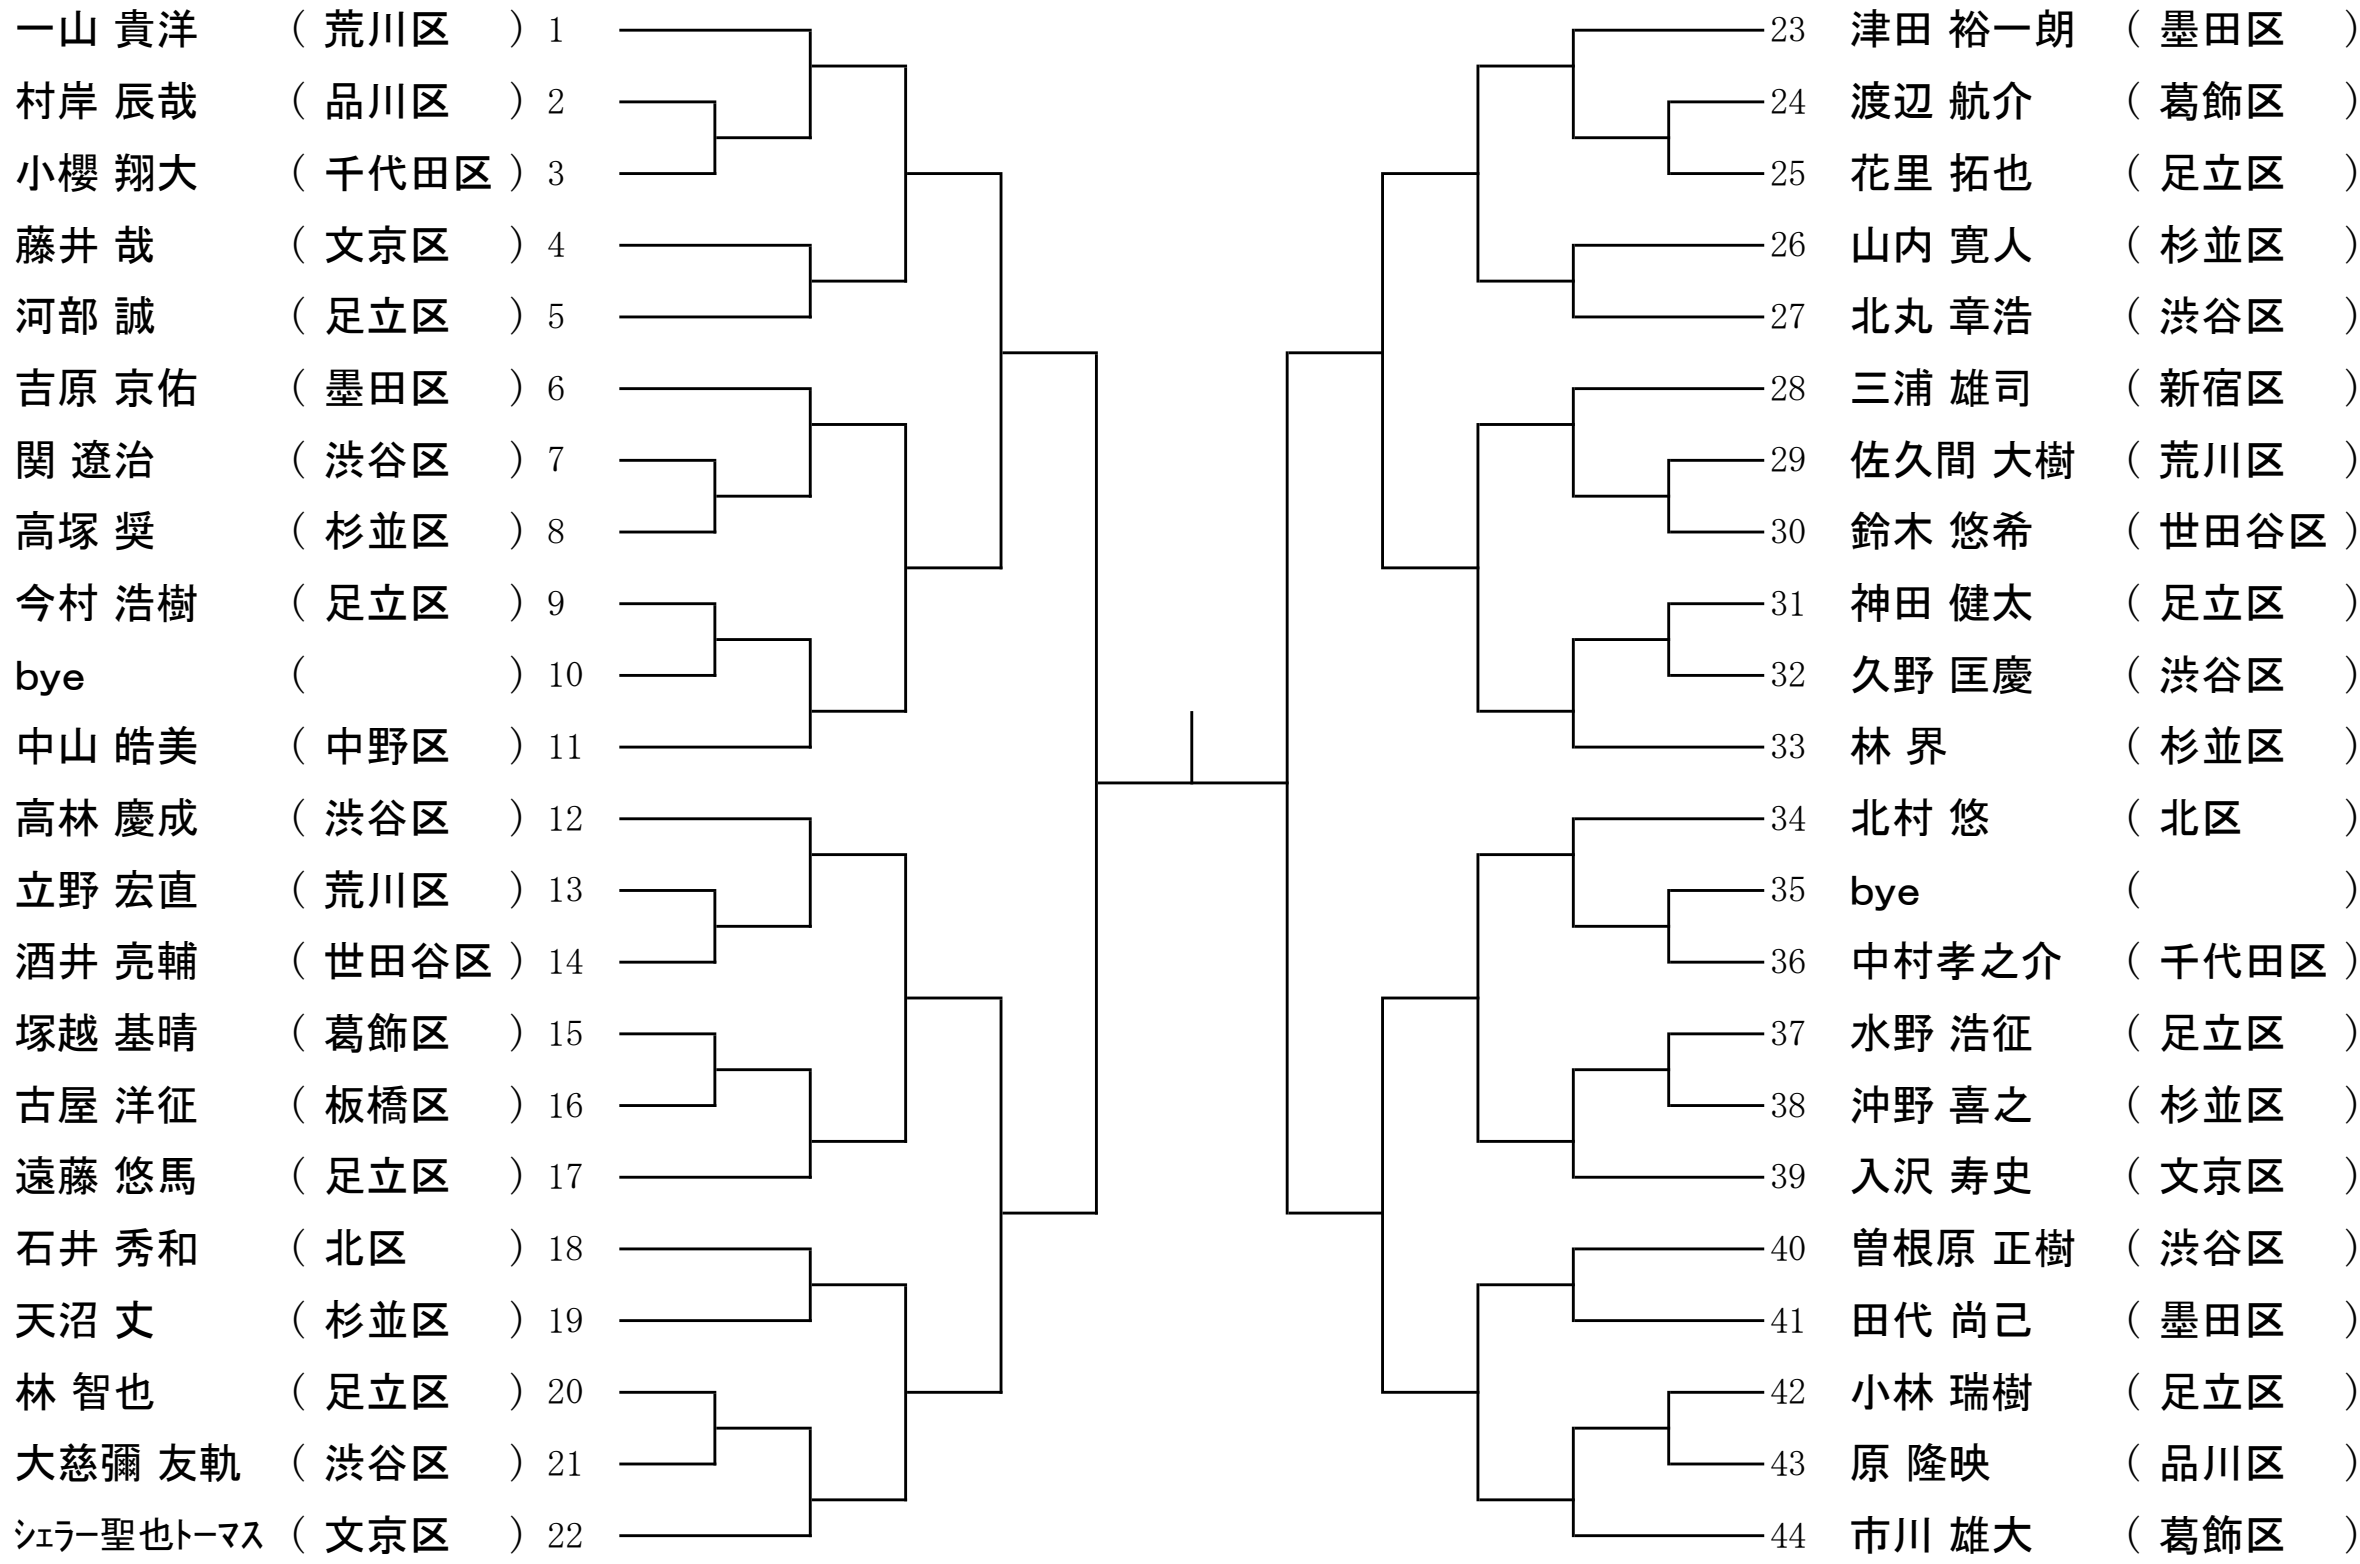 一山 貴洋 ( 荒川区 ) 1
村岸 辰哉 ( 品川区 ) 2
小櫻 翔大 ( 千代田区 ) 3
藤井 哉 ( 文京区 ) 4
河部 誠 ( 足立区 ) 5
吉原 京佑 ( 墨田区 ) 6
関 遼治 ( 渋谷区 ) 7
高塚 奨 ( 杉並区 ) 8
今村 浩樹 ( 足立区 ) 9
bye ( ) 10
中山 皓美 ( 中野区 ) 11
高林 慶成 ( 渋谷区 ) 12
立野 宏直 ( 荒川区 ) 13
酒井 亮輔 ( 世田谷区 ) 14
塚越 基晴 ( 葛飾区 ) 15
古屋 洋征 ( 板橋区 ) 16
遠藤 悠馬 ( 足立区 ) 17
石井 秀和 ( 北区 ) 18
天沼 丈 ( 杉並区 ) 19
林 智也 ( 足立区 ) 20
大慈彌 友軌 ( 渋谷区 ) 21
ｼｪﾗｰ聖也ﾄｰﾏｽ ( 文京区 ) 22
23 津田 裕一朗 ( 墨田区 )
24 渡辺 航介 ( 葛飾区 )
25 花里 拓也 ( 足立区 )
26 山内 寛人 ( 杉並区 )
27 北丸 章浩 ( 渋谷区 )
28 三浦 雄司 ( 新宿区 )
29 佐久間 大樹 ( 荒川区 )
30 鈴木 悠希 ( 世田谷区 )
31 神田 健太 ( 足立区 )
32 久野 匡慶 ( 渋谷区 )
33 林 界 ( 杉並区 )
34 北村 悠 ( 北区 )
35 bye ( )
36 中村孝之介 ( 千代田区 )
37 水野 浩征 ( 足立区 )
38 沖野 喜之 ( 杉並区 )
39 入沢 寿史 ( 文京区 )
40 曽根原 正樹 ( 渋谷区 )
41 田代 尚己 ( 墨田区 )
42 小林 瑞樹 ( 足立区 )
43 原 隆映 ( 品川区 )
44 市川 雄大 ( 葛飾区 )